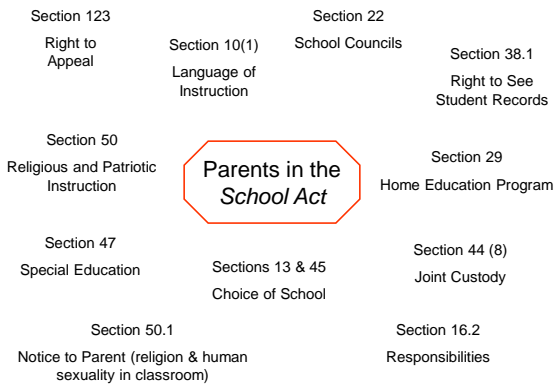 Section 123
Right to
Appeal
Section 10(1)
Language of
Instruction
Section 22
School Councils
Section 38.1
Right to See
Student Records
Section 50
Religious and Patriotic
Instruction
Parents in the
School Act
Section 29
Home Education Program
Section 47
Special Education
Sections 13 & 45
Choice of School
Section 44 (8)
Joint Custody
Section 50.1
Notice to Parent (religion & human
sexuality in classroom)
Section 16.2
Responsibilities